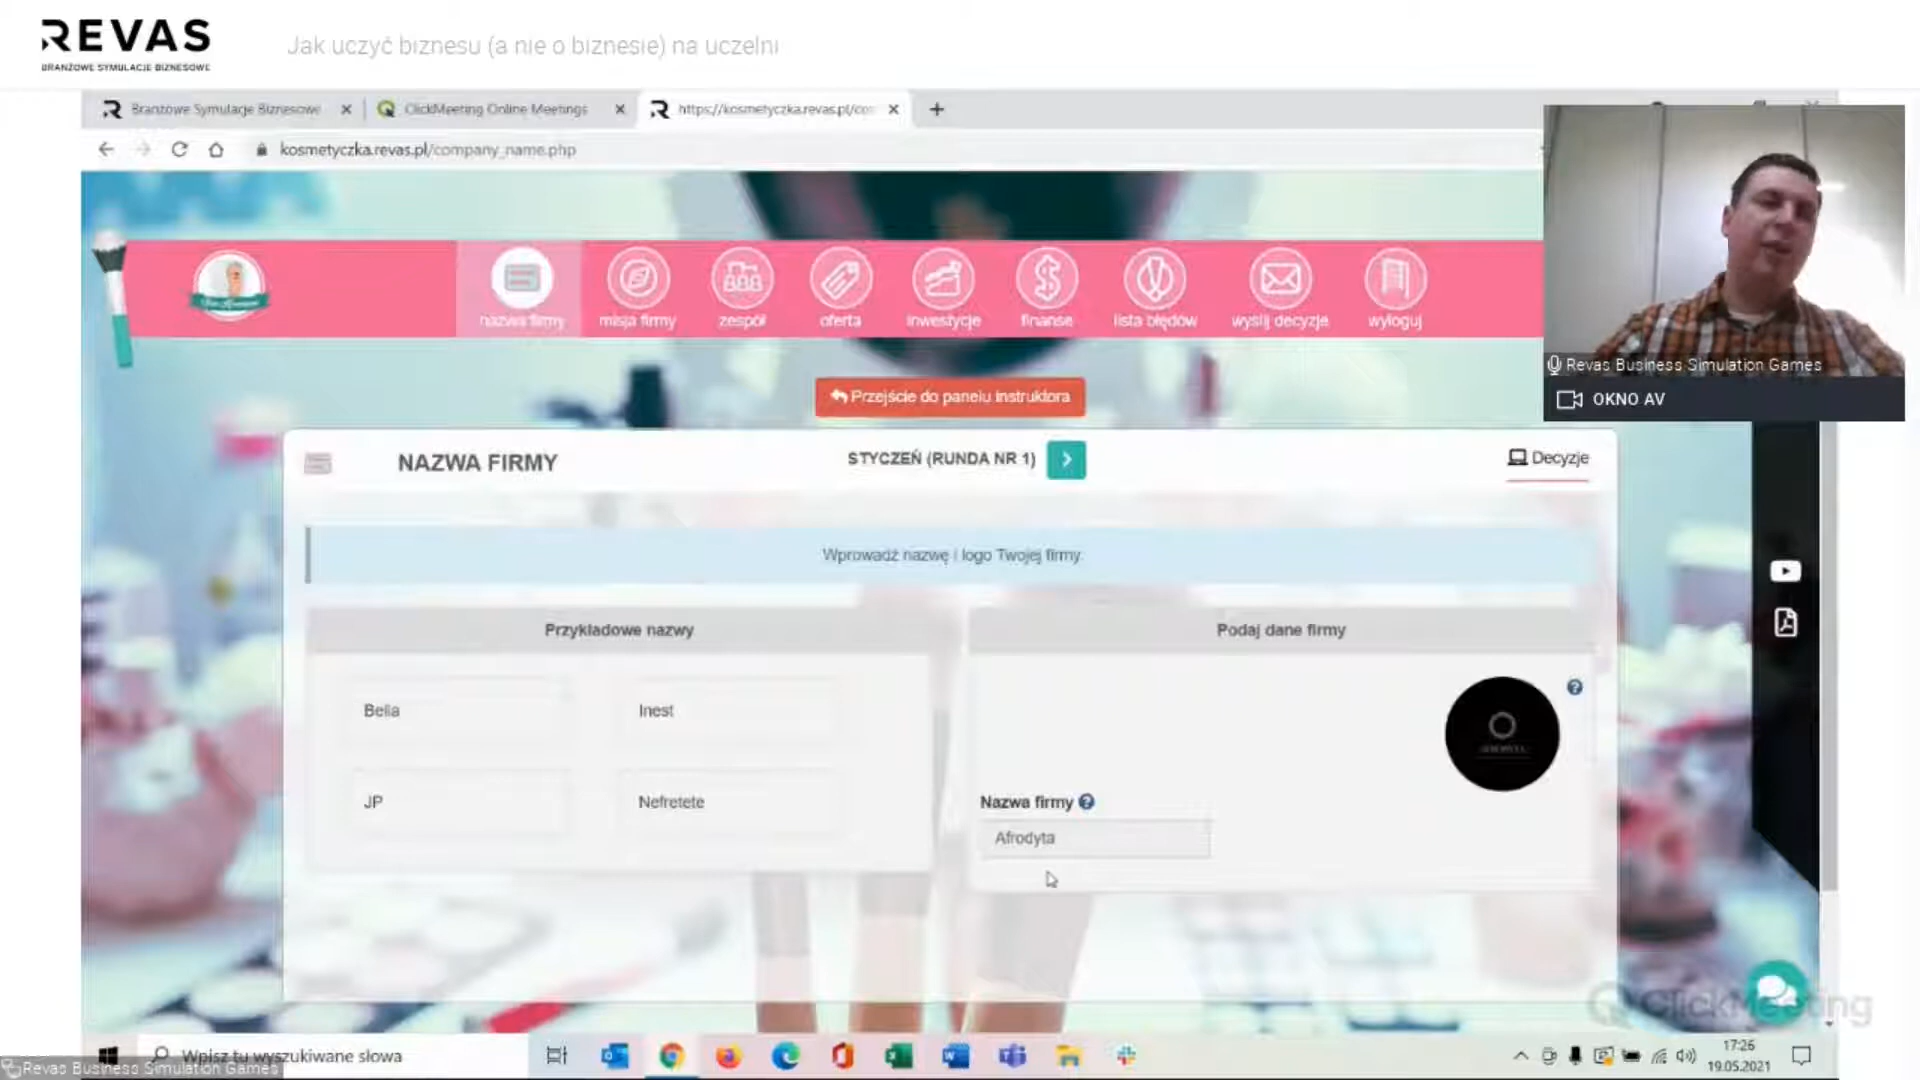 REVAS
BRANŻOWE SYMULACJE BIZNESOWE
Jak uczyć biznesu (a nie o biznesie) na uczelni
Branżowe Symulacje Biznesowe
ClickMeeting Online Meetings
https://kosmetyczka.revas.pl/co
kosmetyczka.revas.pl/company_name.php
nazwa firmy
misja firmy
zespół
oferta
inwestycje
finanse
lista błędów
wyślij decyzje
wyloguj
Revas Business Simulation Games
OKNO AV
Przejście do panelu instruktora
NAZWA FIRMY
STYCZEŃ (RUNDA NR 1)
Decyzje
Wprowadź nazwę i logo Twojej firmy
Przykładowe nazwy
Podaj dane firmy
Bella
Inest
JP
Nefretete
Nazwa firmy
Afrodyta
ClickMeeting
Wpisz tu wyszukiwane słowa
17:26
19.05.2021
Revas Business Simulation Games